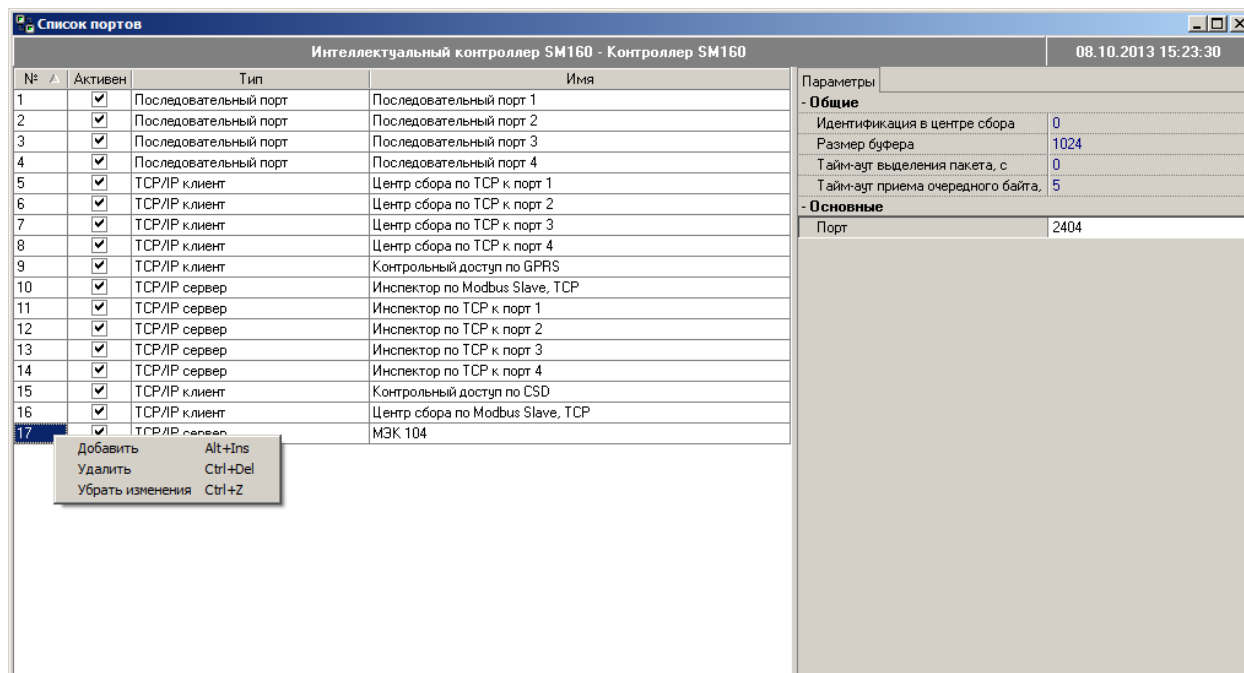 Список портов
Интеллектуальный контроллер SM160 - Контроллер SM160 08.10.2013 15:23:30
№ Активен Тип Имя
1 Последовательный порт Последовательный порт 1
2 Последовательный порт Последовательный порт 2
3 Последовательный порт Последовательный порт 3
4 Последовательный порт Последовательный порт 4
5 TCP/IP клиент Центр сбора по TCP к порт 1
6 TCP/IP клиент Центр сбора по TCP к порт 2
7 TCP/IP клиент Центр сбора по TCP к порт 3
8 TCP/IP клиент Центр сбора по TCP к порт 4
9 TCP/IP клиент Контрольный доступ по GPRS
10 TCP/IP сервер Инспектор по Modbus Slave, TCP
11 TCP/IP сервер Инспектор по TCP к порт 1
12 TCP/IP сервер Инспектор по TCP к порт 2
13 TCP/IP сервер Инспектор по TCP к порт 3
14 TCP/IP сервер Инспектор по TCP к порт 4
15 TCP/IP клиент Контрольный доступ по CSD
16 TCP/IP клиент Центр сбора по Modbus Slave, TCP
17 TCP/IP сервер МЭК 104
Добавить Alt+Ins
Удалить Ctrl+Del
Убрать изменения Ctrl+Z
Параметры
- Общие
Идентификация в центре сбора 0
Размер буфера 1024
Тайм-аут выделения пакета, с 0
Тайм-аут приема очередного байта, 5
- Основные
Порт 2404